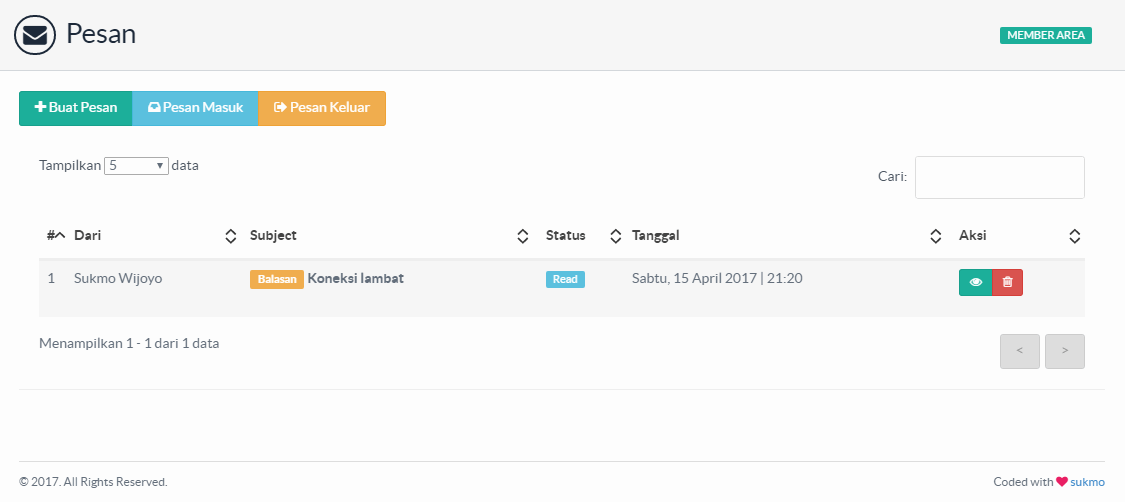 Pesan
MEMBER AREA
Buat Pesan Pesan Masuk Pesan Keluar
Tampilkan 5 data
Cari:
# Dari Subject Status Tanggal Aksi
1 Sukmo Wijoyo Balasan Koneksi lambat Read Sabtu, 15 April 2017 | 21:20
Menampilkan 1 - 1 dari 1 data
< >
© 2017. All Rights Reserved.
Coded with ❤ sukmo